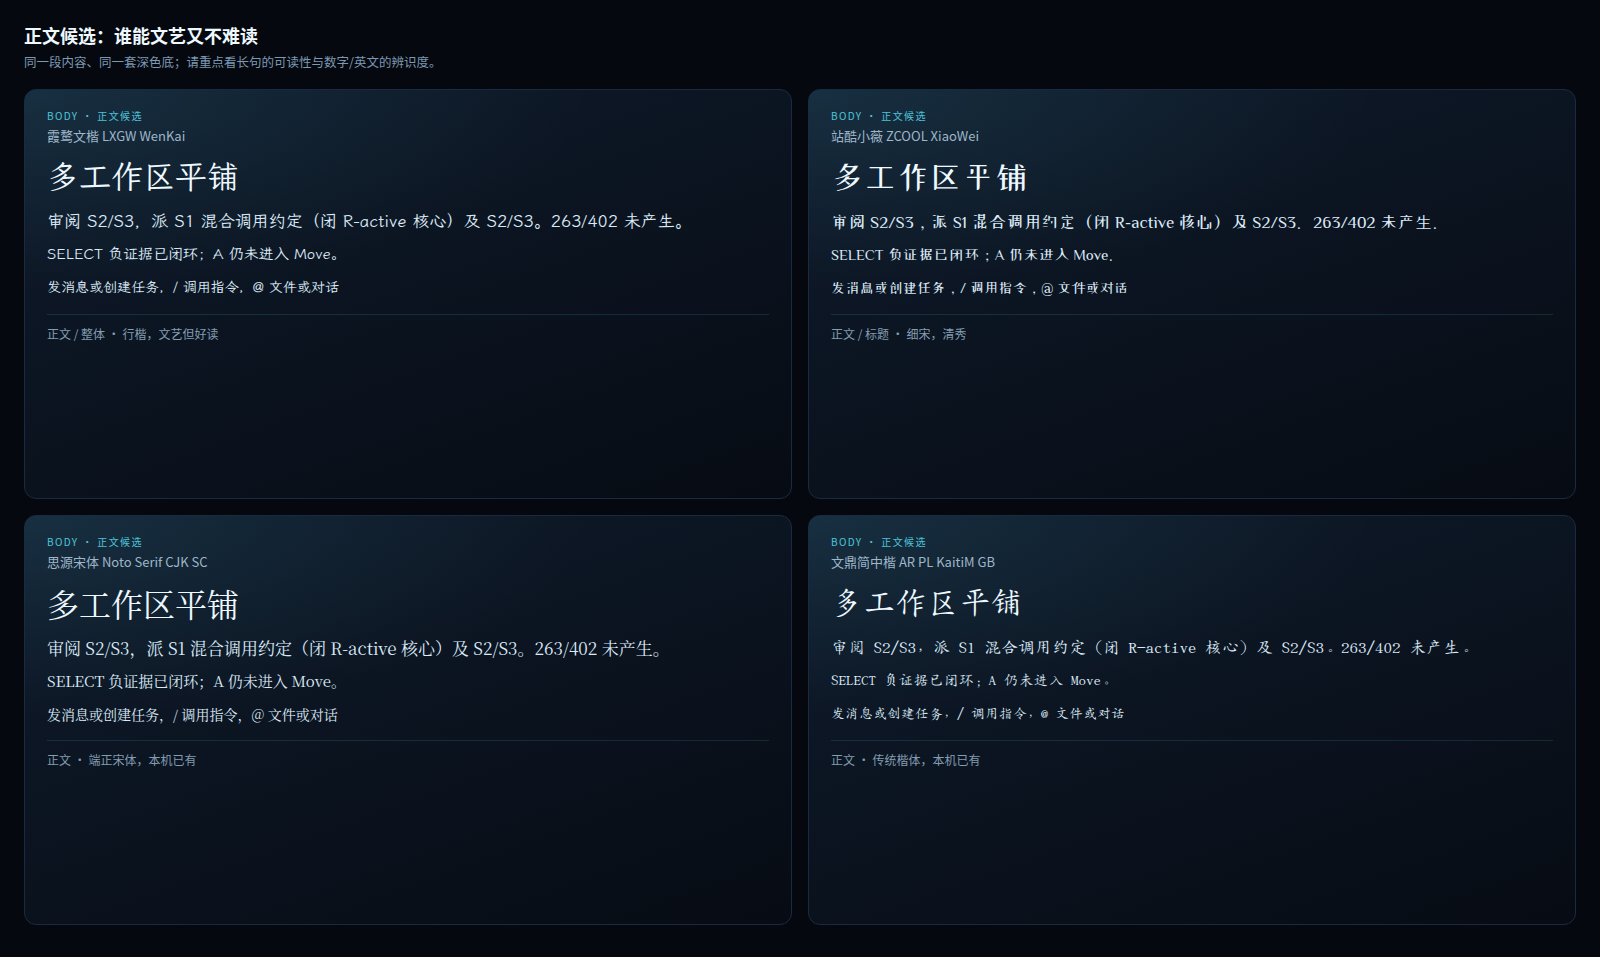 正文候选：谁能文艺又不难读
同一段内容、同一套深色底；请重点看长句的可读性与数字/英文的辨识度。
BODY · 正文候选
霞鹜文楷 LXGW WenKai
多工作区平铺
审阅 S2/S3，派 S1 混合调用约定（闭 R-active 核心）及 S2/S3。263/402 未产生。
SELECT 负证据已闭环；A 仍未进入 Move。
发消息或创建任务，/ 调用指令，@ 文件或对话
正文 / 整体 · 行楷，文艺但好读
BODY · 正文候选
站酷小薇 ZCOOL XiaoWei
多工作区平铺
审阅 S2/S3，派 S1 混合调用约定（闭 R-active 核心）及 S2/S3．263/402 未产生．
SELECT 负证据已闭环；A 仍未进入 Move．
发消息或创建任务，/ 调用指令，@ 文件或对话
正文 / 标题 · 细宋，清秀
BODY · 正文候选
思源宋体 Noto Serif CJK SC
多工作区平铺
审阅 S2/S3，派 S1 混合调用约定（闭 R-active 核心）及 S2/S3。263/402 未产生。
SELECT 负证据已闭环；A 仍未进入 Move。
发消息或创建任务，/ 调用指令，@ 文件或对话
正文 · 端正宋体，本机已有
BODY · 正文候选
文鼎简中楷 AR PL KaitiM GB
多工作区平铺
审阅 S2/S3，派 S1 混合调用约定（闭 R-active 核心）及 S2/S3。263/402 未产生。
SELECT 负证据已闭环；A 仍未进入 Move。
发消息或创建任务，/ 调用指令，@ 文件或对话
正文 · 传统楷体，本机已有